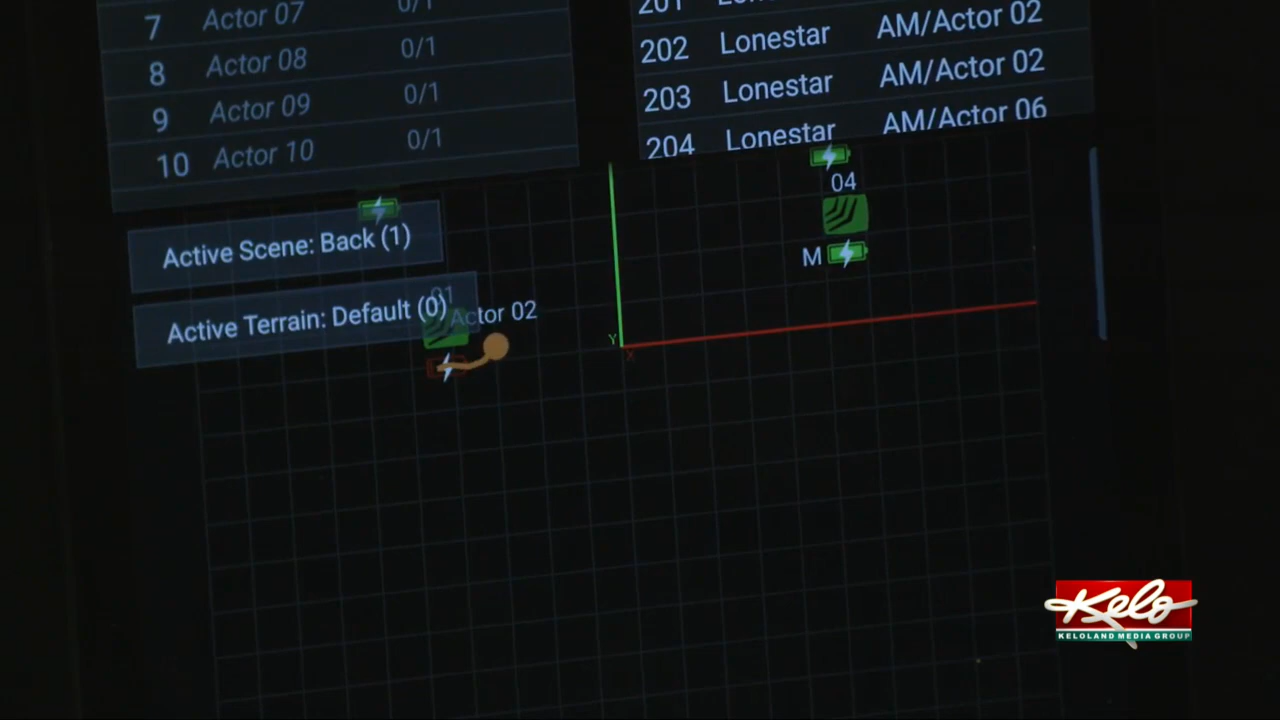 7 Actor 07 0/1
8 Actor 08 0/1
9 Actor 09 0/1
10 Actor 10 0/1
201
202 Lonestar AM/Actor 02
203 Lonestar AM/Actor 02
204 Lonestar AM/Actor 06
04
M
Active Scene: Back (1)
Active Terrain: Default (0)
01
Actor 02
Y
X
Kelo
KELOLAND MEDIA GROUP